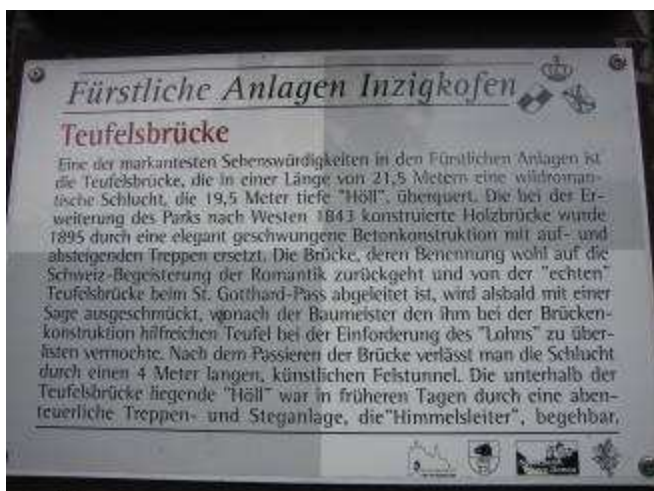 Fürstliche Anlagen Inzigkofen
Teufelsbrücke
Eine der markantesten Sehenswürdigkeiten in den Fürstlichen Anlagen ist
die Teufelsbrücke, die in einer Länge von 21,5 Metern eine wildroman-
tische Schlucht, die 19,5 Meter tiefe "Höll", überquert. Die bei der Er-
weiterung des Parks nach Westen 1843 konstruierte Holzbrücke wurde
1895 durch eine elegant geschwungene Betonkonstruktion mit auf- und
absteigenden Treppen ersetzt. Die Brücke, deren Benennung wohl auf die
Schweiz-Begeisterung der Romantik zurückgeht und von der "echten"
Teufelsbrücke beim St. Gotthard-Pass abgeleitet ist, wird alsbald mit einer
Sage ausgeschmückt, wonach der Baumeister den ihm bei der Brücken-
konstruktion hilfreichen Teufel bei der Einforderung des "Lohns" zu über-
listen vermochte. Nach dem Passieren der Brücke verlässt man die Schlucht
durch einen 4 Meter langen, künstlichen Felstunnel. Die unterhalb der
Teufelsbrücke liegende "Höll" war in früheren Tagen durch eine aben-
teuerliche Treppen- und Steganlage, die"Himmelsleiter", begehbar.